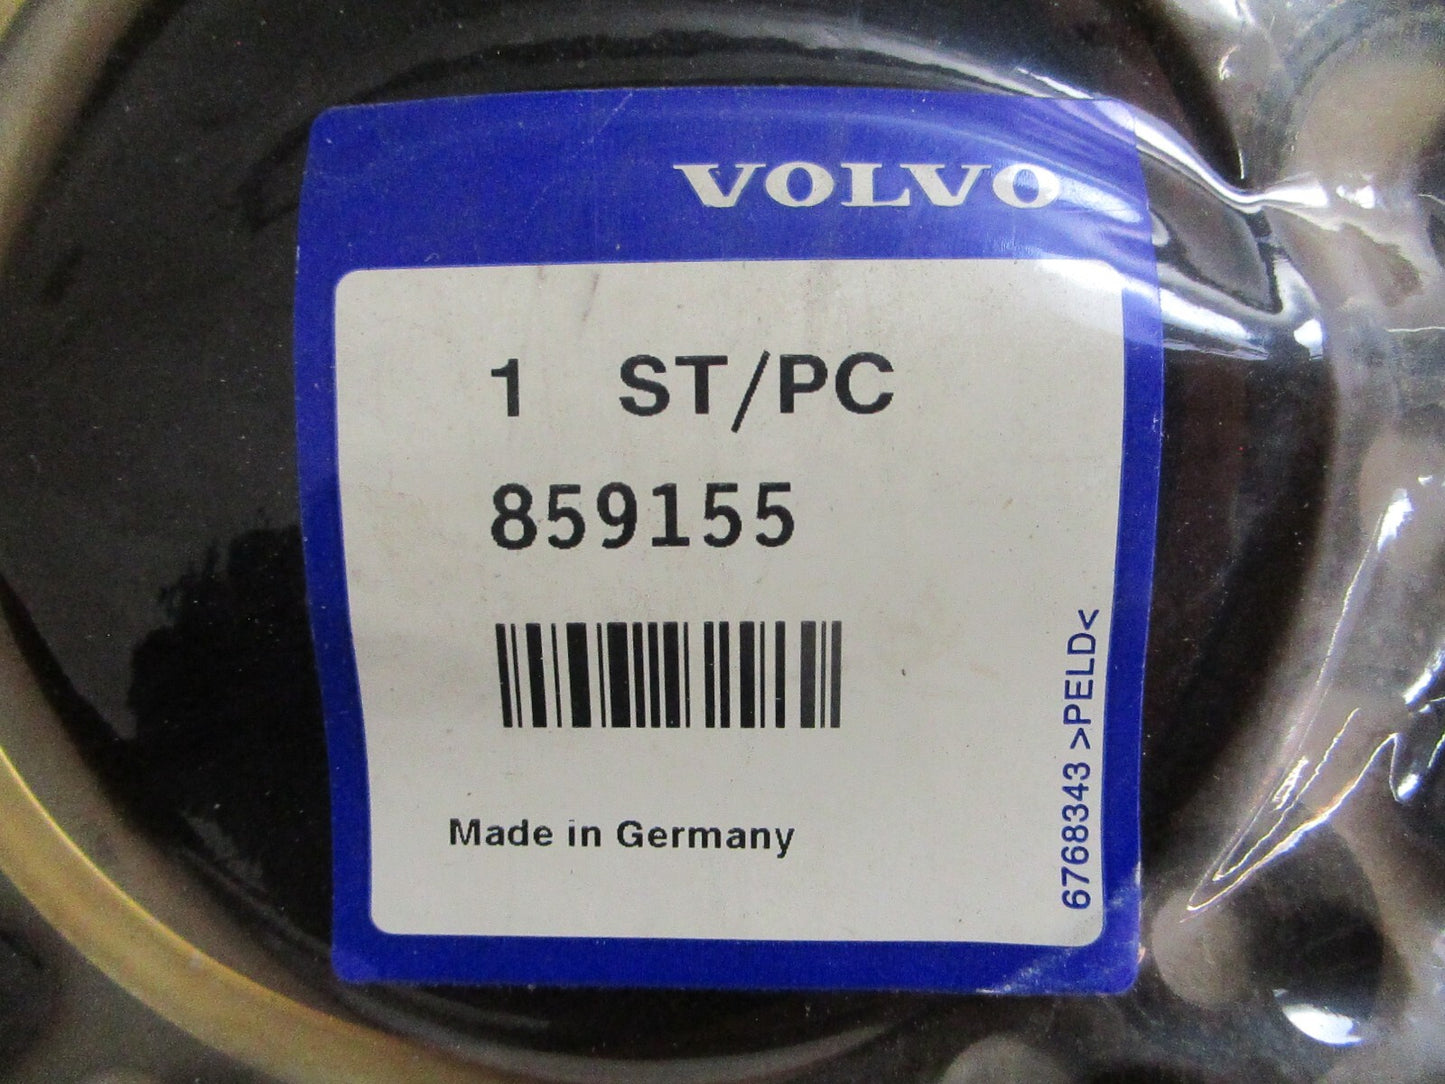 VOLVO
1 ST/PC
859155
Made in Germany
6768343 >PELD<